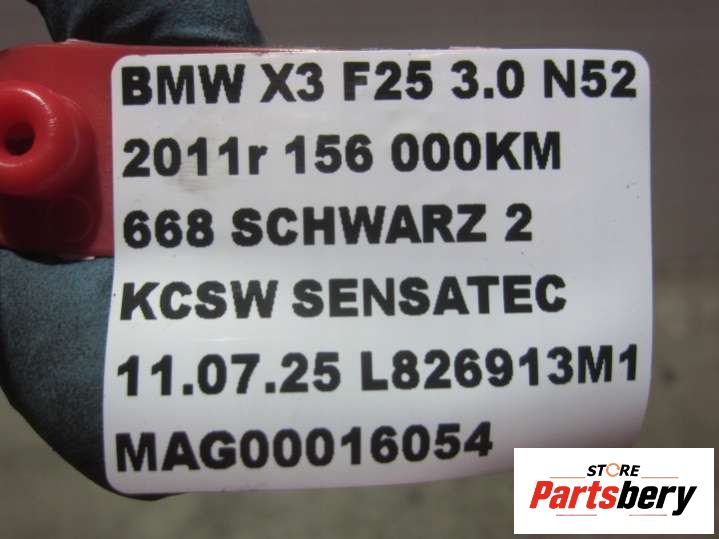 BMW X3 F25 3.0 N52
2011r 156 000KM
668 SCHWARZ 2
KCSW SENSATEC
11.07.25 L826913M1
MAG00016054
STORE
Partsbery